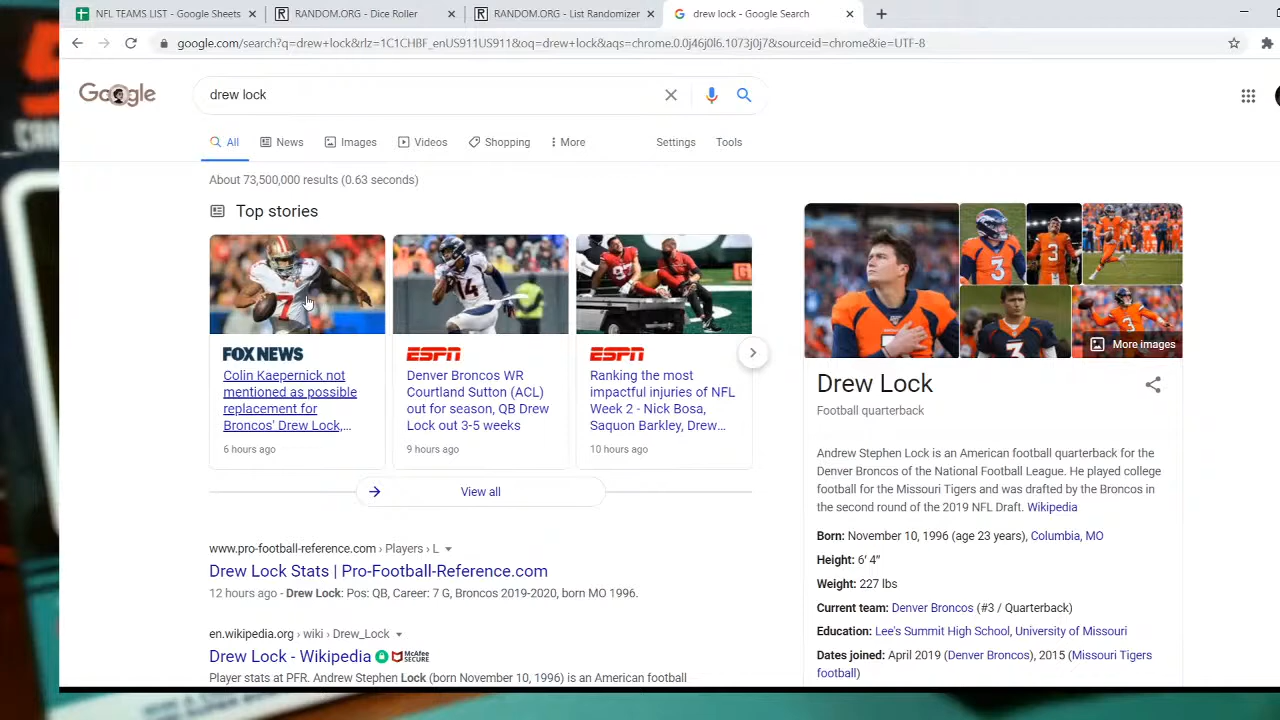 NFL TEAMS LIST - Google Sheets
RANDOM.ORG - Dice Roller
RANDOM.ORG - List Randomizer
drew lock - Google Search
google.com/search?q=drew+lock&rlz=1C1CHBF_enUS911US911&oq=drew+lock&aqs=chrome.0.0j46j0l6.1073j0j7&sourceid=chrome&ie=UTF-8
Google
drew lock
All
News
Images
Videos
Shopping
More
Settings
Tools
About 73,500,000 results (0.63 seconds)
Top stories
FOX NEWS
Colin Kaepernick not
mentioned as possible
replacement for
Broncos' Drew Lock,...
6 hours ago
ESPN
Denver Broncos WR
Courtland Sutton (ACL)
out for season, QB Drew
Lock out 3-5 weeks
9 hours ago
ESPN
Ranking the most
impactful injuries of NFL
Week 2 - Nick Bosa,
Saquon Barkley, Drew...
10 hours ago
View all
www.pro-football-reference.com › Players › L
Drew Lock Stats | Pro-Football-Reference.com
12 hours ago - Drew Lock: Pos: QB, Career: 7 G, Broncos 2019-2020, born MO 1996.
en.wikipedia.org › wiki › Drew_Lock
Drew Lock - Wikipedia McAfee SECURE
Player stats at PFR. Andrew Stephen Lock (born November 10, 1996) is an American football
More images
Drew Lock
Football quarterback
Andrew Stephen Lock is an American football quarterback for the
Denver Broncos of the National Football League. He played college
football for the Missouri Tigers and was drafted by the Broncos in
the second round of the 2019 NFL Draft. Wikipedia
Born: November 10, 1996 (age 23 years), Columbia, MO
Height: 6′ 4″
Weight: 227 lbs
Current team: Denver Broncos (#3 / Quarterback)
Education: Lee's Summit High School, University of Missouri
Dates joined: April 2019 (Denver Broncos), 2015 (Missouri Tigers
football)